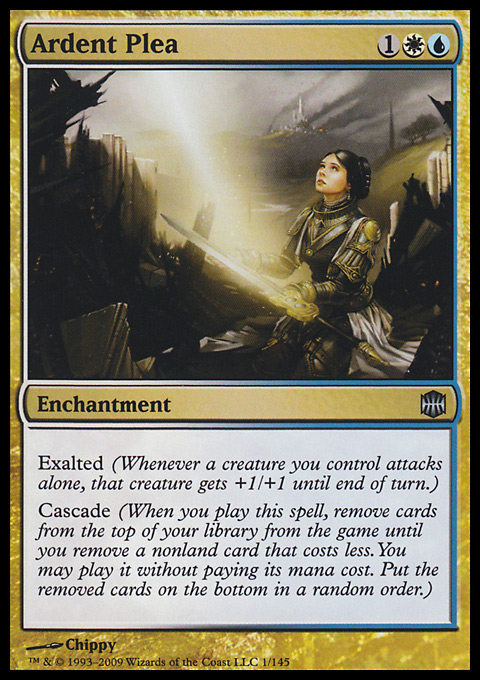 Ardent Plea 1
Enchantment
Exalted (Whenever a creature you control attacks
alone, that creature gets +1/+1 until end of turn.)
Cascade (When you play this spell, remove cards
from the top of your library from the game until
you remove a nonland card that costs less. You
may play it without paying its mana cost. Put the
removed cards on the bottom in a random order.)
Chippy
™ & © 1993–2009 Wizards of the Coast LLC 1/145